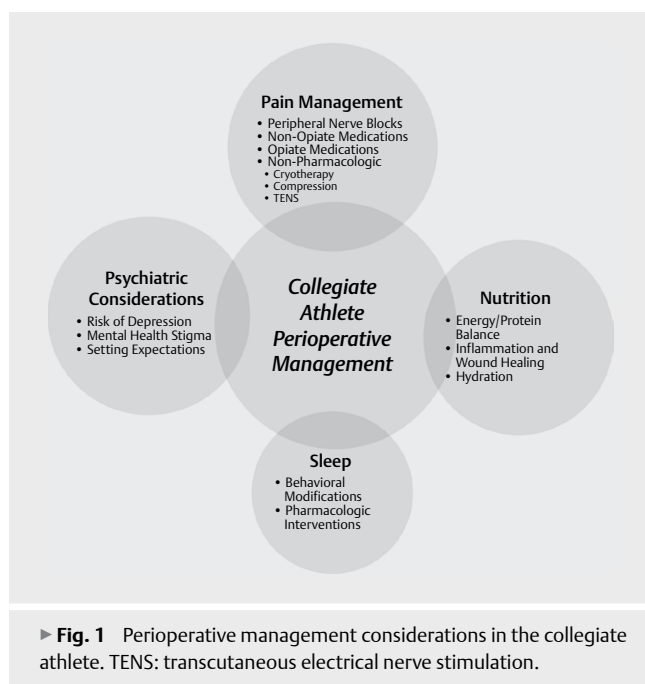 Pain Management
• Peripheral Nerve Blocks
• Non-Opiate Medications
• Opiate Medications
• Non-Pharmacologic
• Cryotherapy
• Compression
• TENS
Psychiatric
Considerations
• Risk of Depression
• Mental Health Stigma
• Setting Expectations
Collegiate
Athlete
Perioperative
Management
Nutrition
• Energy/Protein
Balance
• Inflammation and
Wound Healing
• Hydration
Sleep
• Behavioral
Modifications
• Pharmacologic
Interventions
▶ Fig. 1 Perioperative management considerations in the collegiate
athlete. TENS: transcutaneous electrical nerve stimulation.